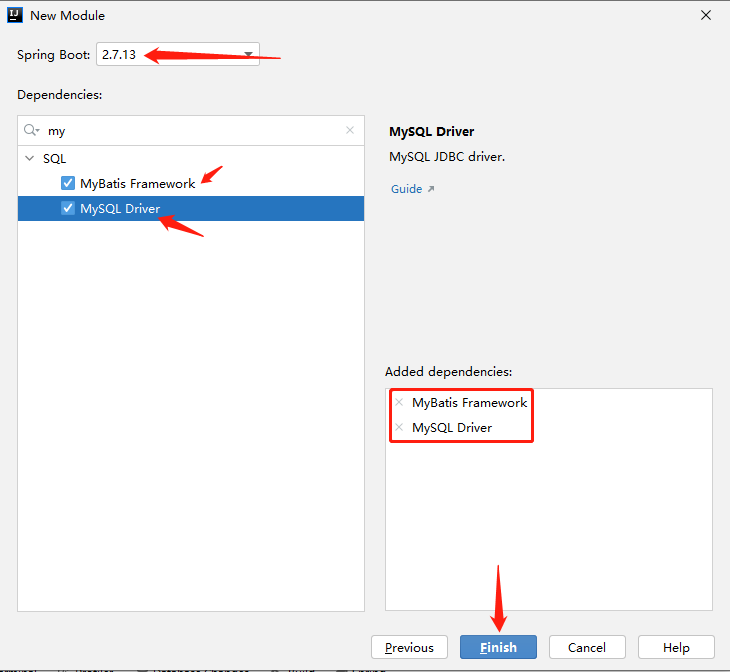 New Module
Spring Boot: 2.7.13
Dependencies:
my
SQL
MyBatis Framework
MySQL Driver
MySQL Driver
MySQL JDBC driver.
Guide
Added dependencies:
MyBatis Framework
MySQL Driver
Previous
Finish
Cancel
Help